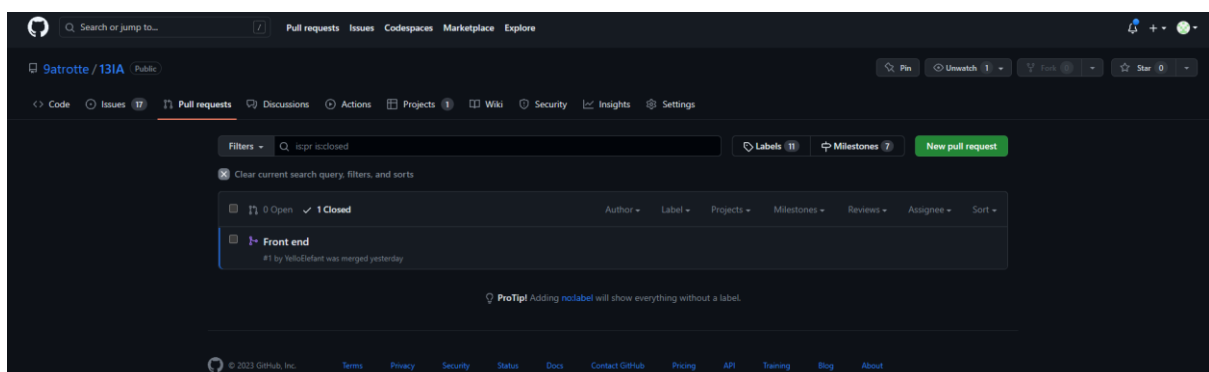 Search or jump to... / Pull requests Issues Codespaces Marketplace Explore
9atrotte / 13IA Public Pin Unwatch 1 Fork 0 Star 0
Code Issues 17 Pull requests Discussions Actions Projects 1 Wiki Security Insights Settings
Filters is:pr is:closed Labels 11 Milestones 7 New pull request
Clear current search query, filters, and sorts
0 Open 1 Closed Author Label Projects Milestones Reviews Assignee Sort
Front end
#1 by YelloElefant was merged yesterday
ProTip! Adding no:label will show everything without a label.
© 2023 GitHub, Inc. Terms Privacy Security Status Docs Contact GitHub Pricing API Training Blog About